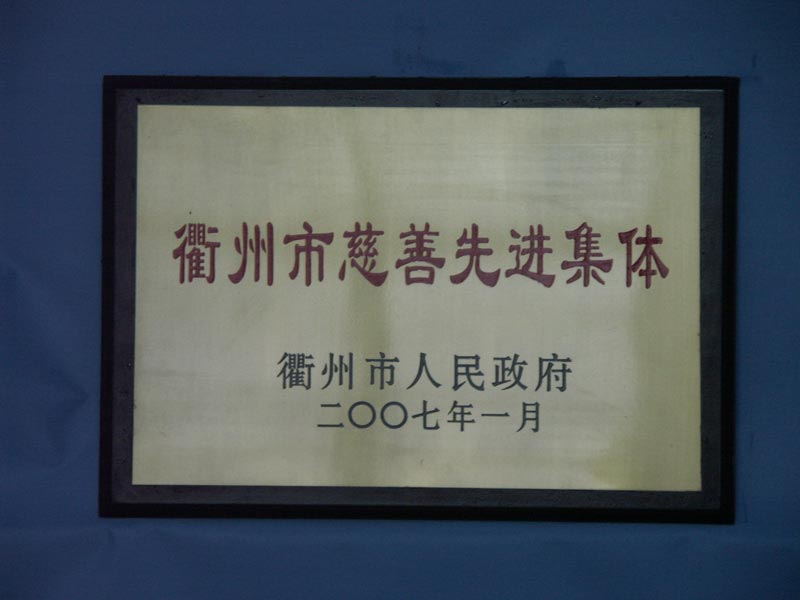 衢州市慈善先进集体
衢州市人民政府
二〇〇七年一月